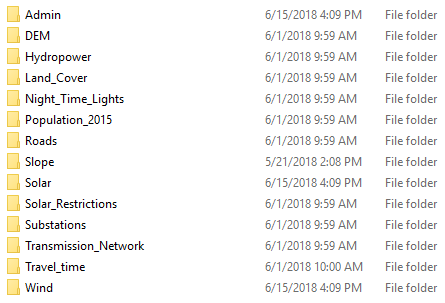 Admin 6/15/2018 4:09 PM File folder
DEM 6/1/2018 9:59 AM File folder
Hydropower 6/1/2018 9:59 AM File folder
Land_Cover 6/1/2018 9:59 AM File folder
Night_Time_Lights 6/1/2018 9:59 AM File folder
Population_2015 6/1/2018 9:59 AM File folder
Roads 6/1/2018 9:59 AM File folder
Slope 5/21/2018 2:08 PM File folder
Solar 6/15/2018 4:09 PM File folder
Solar_Restrictions 6/1/2018 9:59 AM File folder
Substations 6/1/2018 9:59 AM File folder
Transmission_Network 6/1/2018 9:59 AM File folder
Travel_time 6/1/2018 10:00 AM File folder
Wind 6/15/2018 4:09 PM File folder